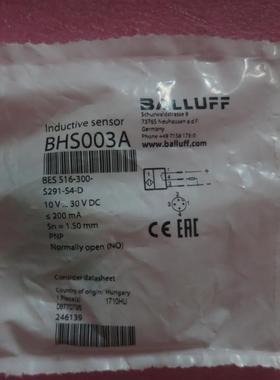 BALLUFF
Schurwaldstrasse 9
73765 Neuhausen a.d.F.
Germany
Phone +49 7158 173-0
www.balluff.com
Inductive sensor
BHS003A
BES 516-300-
S291-S4-D
10 V ... 30 V DC
≤ 200 mA
Sn = 1.50 mm
PNP
Normally open (NO)
CE EAC
Consider datasheet
Country of origin: Hungary
1 Piece(s)
1710HU
246139